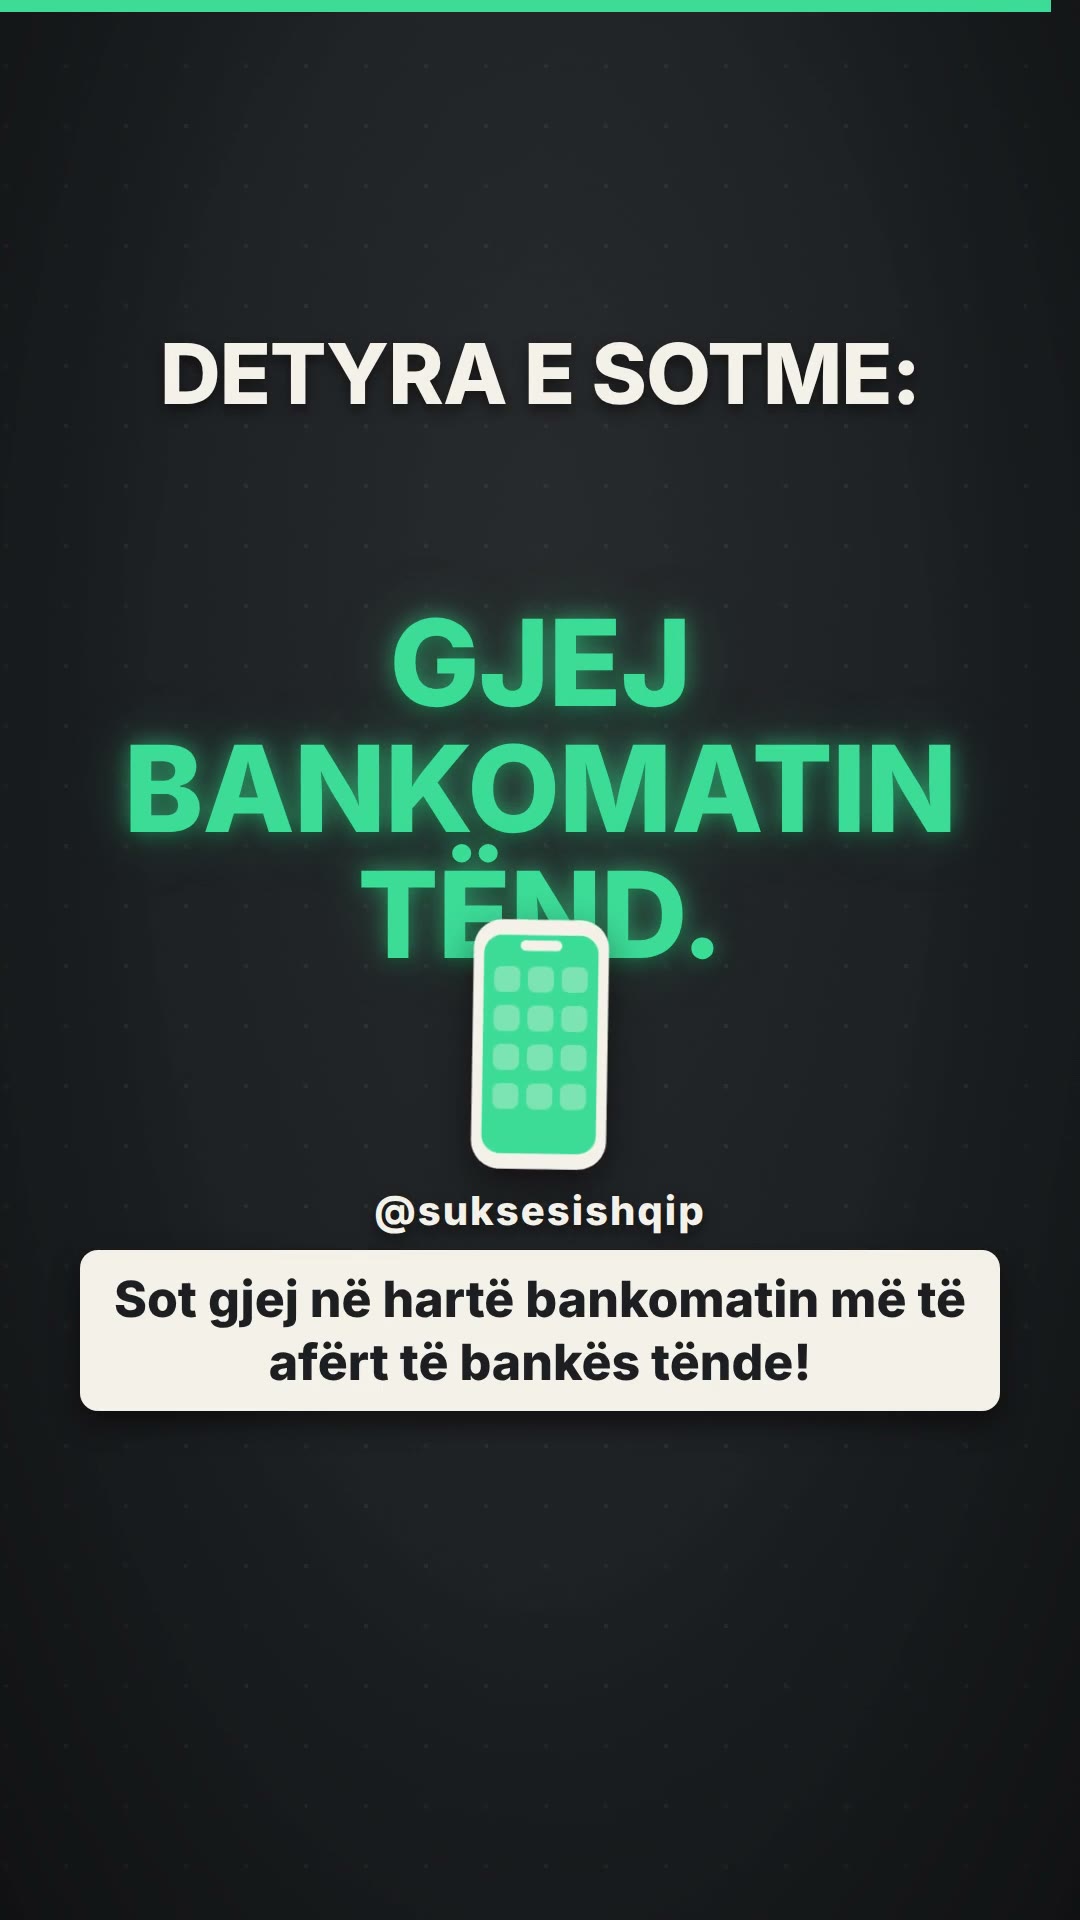 DETYRA E SOTME:
GJEJ
BANKOMATIN
TËND.
@suksesishqip
Sot gjej në hartë bankomatin më të
afërt të bankës tënde!